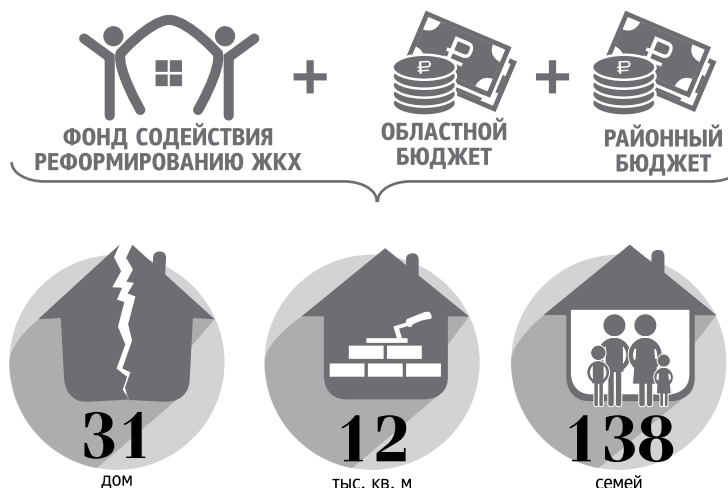 ФОНД СОДЕЙСТВИЯ
РЕФОРМИРОВАНИЮ ЖКХ
+
ОБЛАСТНОЙ
БЮДЖЕТ
+
РАЙОННЫЙ
БЮДЖЕТ
31
дом
12
тыс. кв. м
138
семей